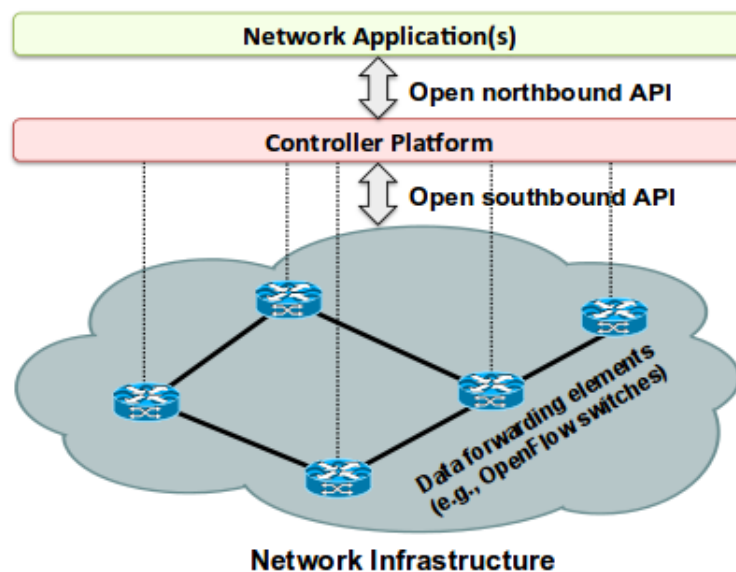 Network Application(s)
Open northbound API
Controller Platform
Open southbound API
Data forwarding elements
(e.g., OpenFlow switches)
Network Infrastructure